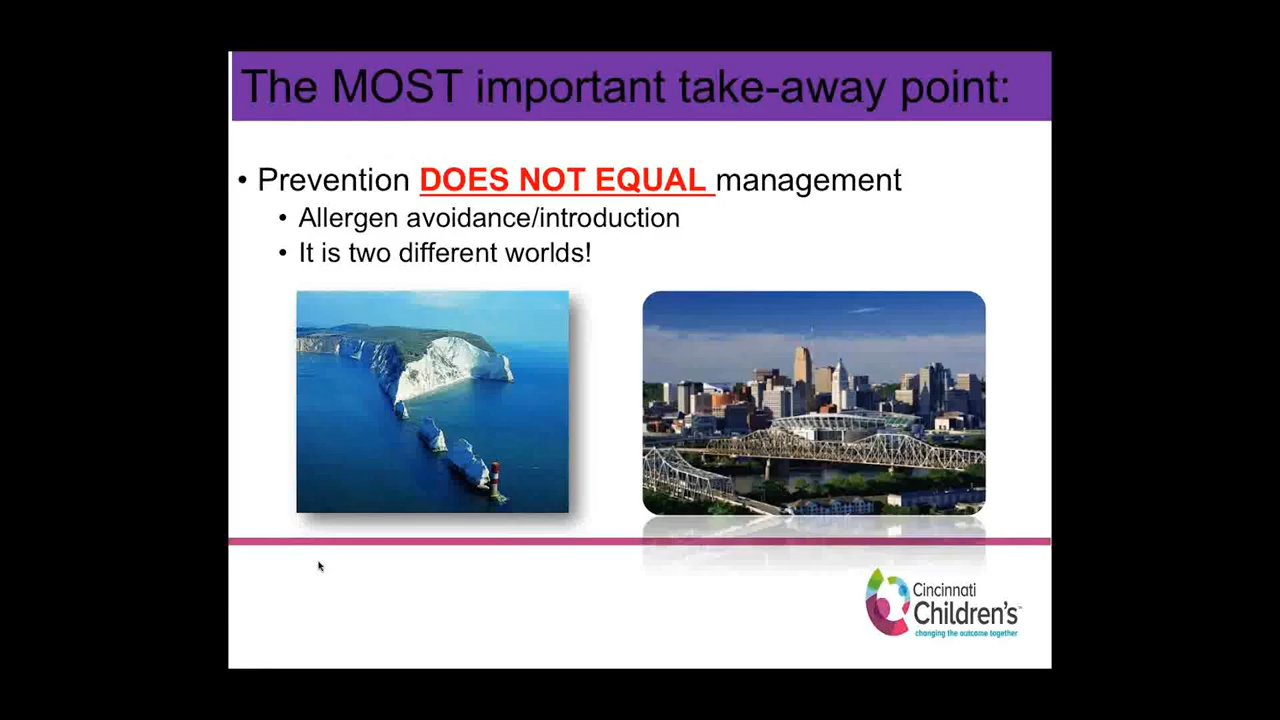 The MOST important take-away point:
• Prevention DOES NOT EQUAL management
• Allergen avoidance/introduction
• It is two different worlds!
Cincinnati
Children's™
changing the outcome together